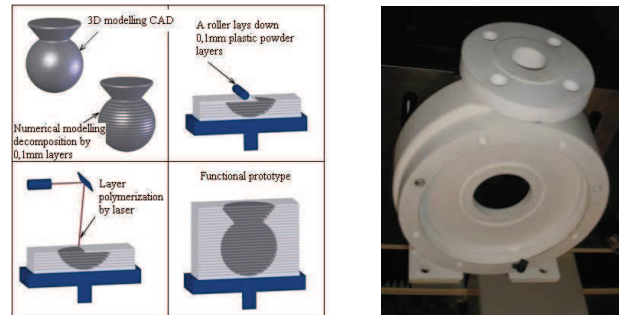 3D modelling CAD
Numerical modelling
decomposition by
0,1mm layers
A roller lays down
0,1mm plastic powder
layers
Layer
polymerization
by laser
Functional prototype